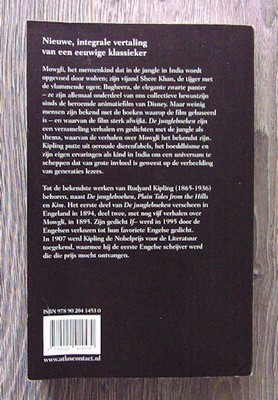 Nieuwe, integrale vertaling
van een eeuwige klassieker
Mowgli, het mensenkind dat in de jungle in India wordt
opgevoed door wolven; zijn vijand Shere Khan, de tijger met
de vlammende ogen; Bagheera, de elegante zwarte panter
– ze zijn allemaal onderdeel van ons collectieve bewustzijn
sinds de beroemde animatiefilm van Disney. Maar weinig
mensen zijn bekend met de boeken waarop de film gebaseerd
is – en waarvan de film sterk afwijkt. De jungleboeken zijn
een verzameling verhalen en gedichten met de jungle als
thema, waarvan de verhalen over Mowgli het bekendst zijn.
Kipling putte uit oeroude dierenfabels, het boeddhisme en
zijn eigen ervaringen als kind in India om een universum te
scheppen dat van grote invloed is geweest op de verbeelding
van generaties lezers.
Tot de bekendste werken van Rudyard Kipling (1865-1936)
behoren, naast De jungleboeken, Plain Tales from the Hills
en Kim. Het eerste deel van De jungleboeken verscheen in
Engeland in 1894, deel twee, met nog vijf verhalen over
Mowgli, in 1895. Zijn gedicht If– werd in 1995 door de
Engelsen verkozen tot hun favoriete Engelse gedicht.
In 1907 werd Kipling de Nobelprijs voor de Literatuur
toegekend, waarmee hij de eerste Engelse schrijver werd
die die prijs mocht ontvangen.
ISBN 978 90 204 1453 0
www.atlascontact.nl